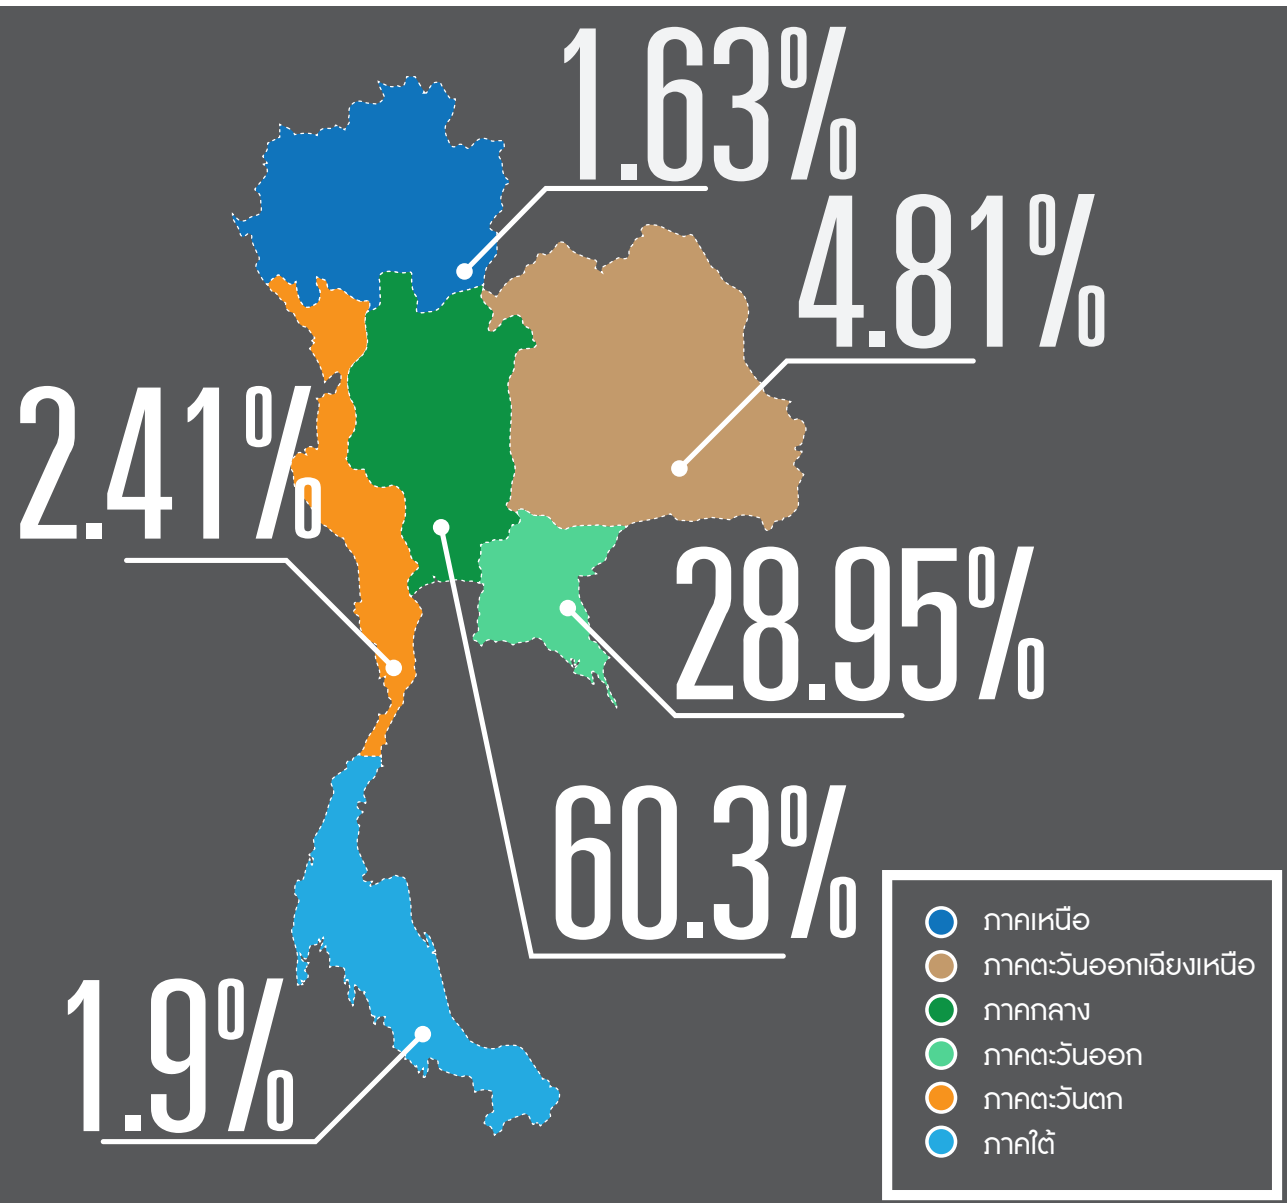 1.63%
4.81%
2.41%
28.95%
60.3%
1.9%
ภาคเหนือ
ภาคตะวันออกเฉียงเหนือ
ภาคกลาง
ภาคตะวันออก
ภาคตะวันตก
ภาคใต้